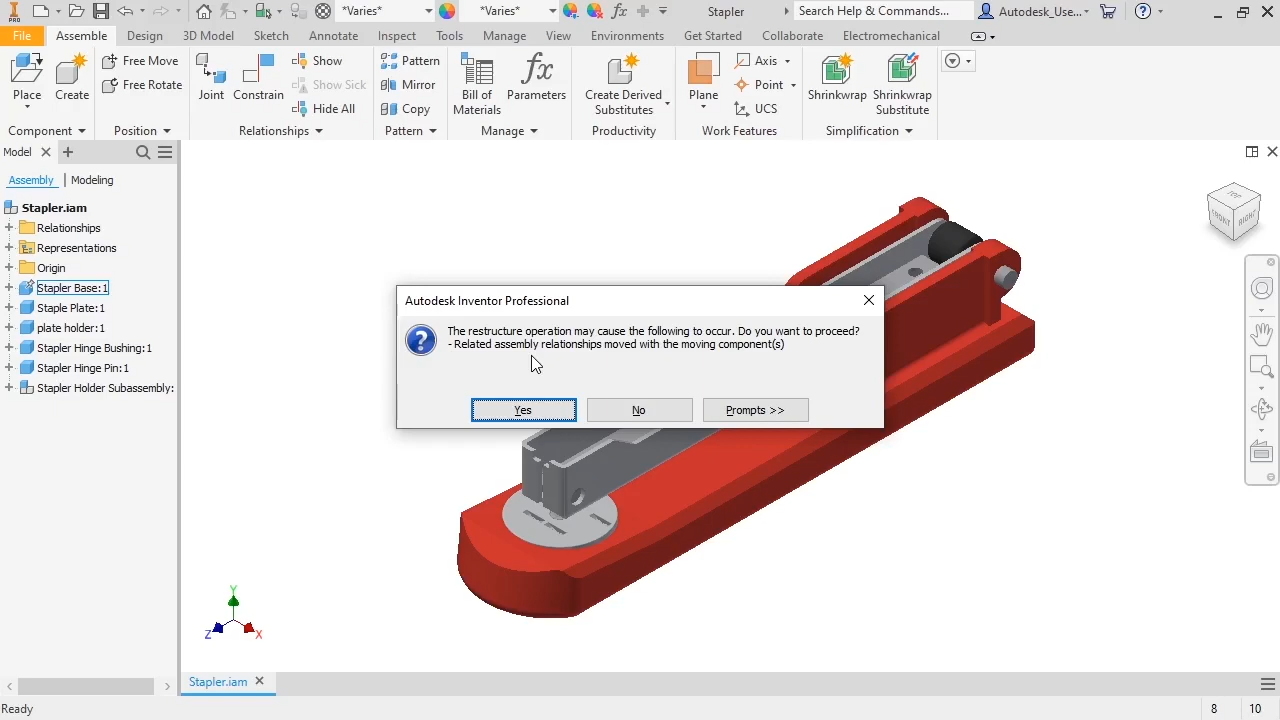 *Varies*
*Varies*
fx
Stapler
Search Help & Commands...
Autodesk_Use...
PRO
File
Assemble
Design
3D Model
Sketch
Annotate
Inspect
Tools
Manage
View
Environments
Get Started
Collaborate
Electromechanical
Place
Create
Free Move
Free Rotate
Component
Position
Joint
Constrain
Show
Show Sick
Hide All
Relationships
Pattern
Mirror
Copy
Pattern
Bill of
Materials
fx
Parameters
Manage
Create Derived
Substitutes
Productivity
Plane
Axis
Point
UCS
Work Features
Shrinkwrap
Shrinkwrap
Substitute
Simplification
Model
Assembly
Modeling
Stapler.iam
Relationships
Representations
Origin
Stapler Base:1
Staple Plate:1
plate holder:1
Stapler Hinge Bushing:1
Stapler Hinge Pin:1
Stapler Holder Subassembly:
Autodesk Inventor Professional
The restructure operation may cause the following to occur. Do you want to proceed?
- Related assembly relationships moved with the moving component(s)
Yes
No
Prompts >>
TOP
FRONT
RIGHT
Y
Z
X
Stapler.iam
Ready
8
10